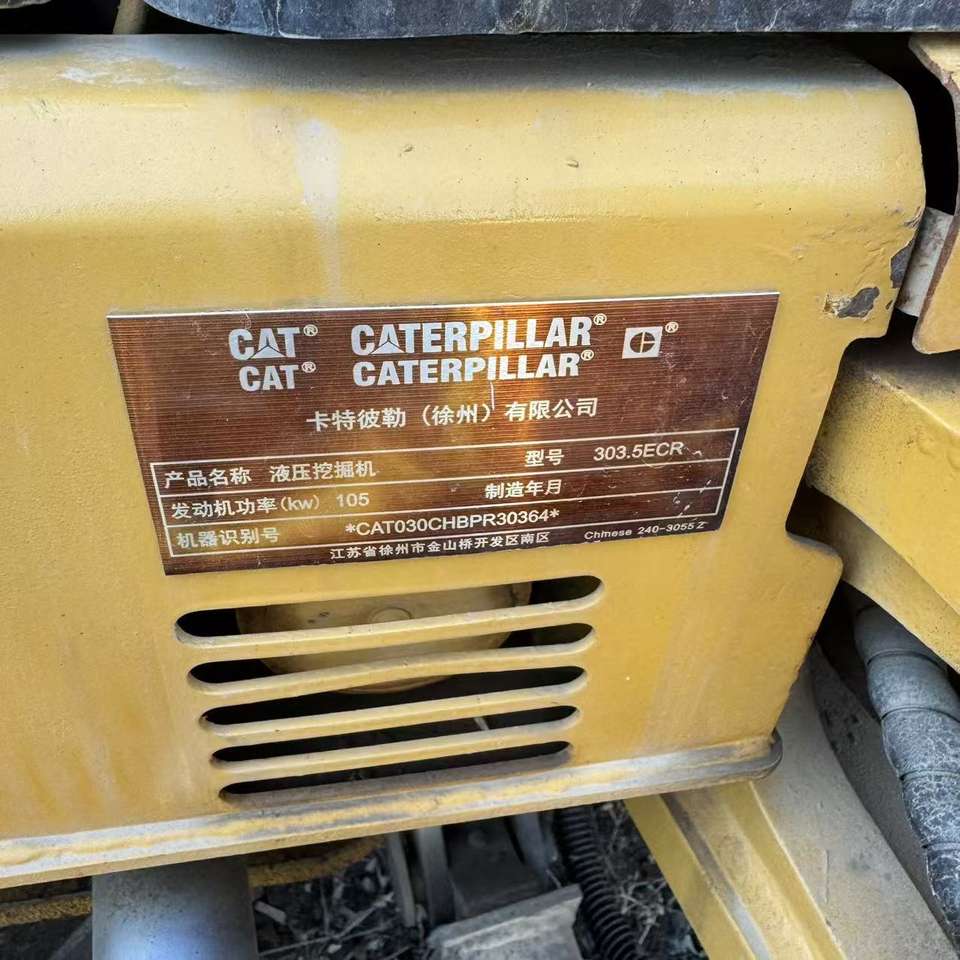 CAT® CATERPILLAR® ®
CAT® CATERPILLAR®
卡特彼勒（徐州）有限公司
产品名称 液压挖掘机 型号 303.5ECR
发动机功率(kw) 105 制造年月
机器识别号 *CAT030CHBPR30364*
江苏省徐州市金山桥开发区南区 Chinese 240-3055 Z